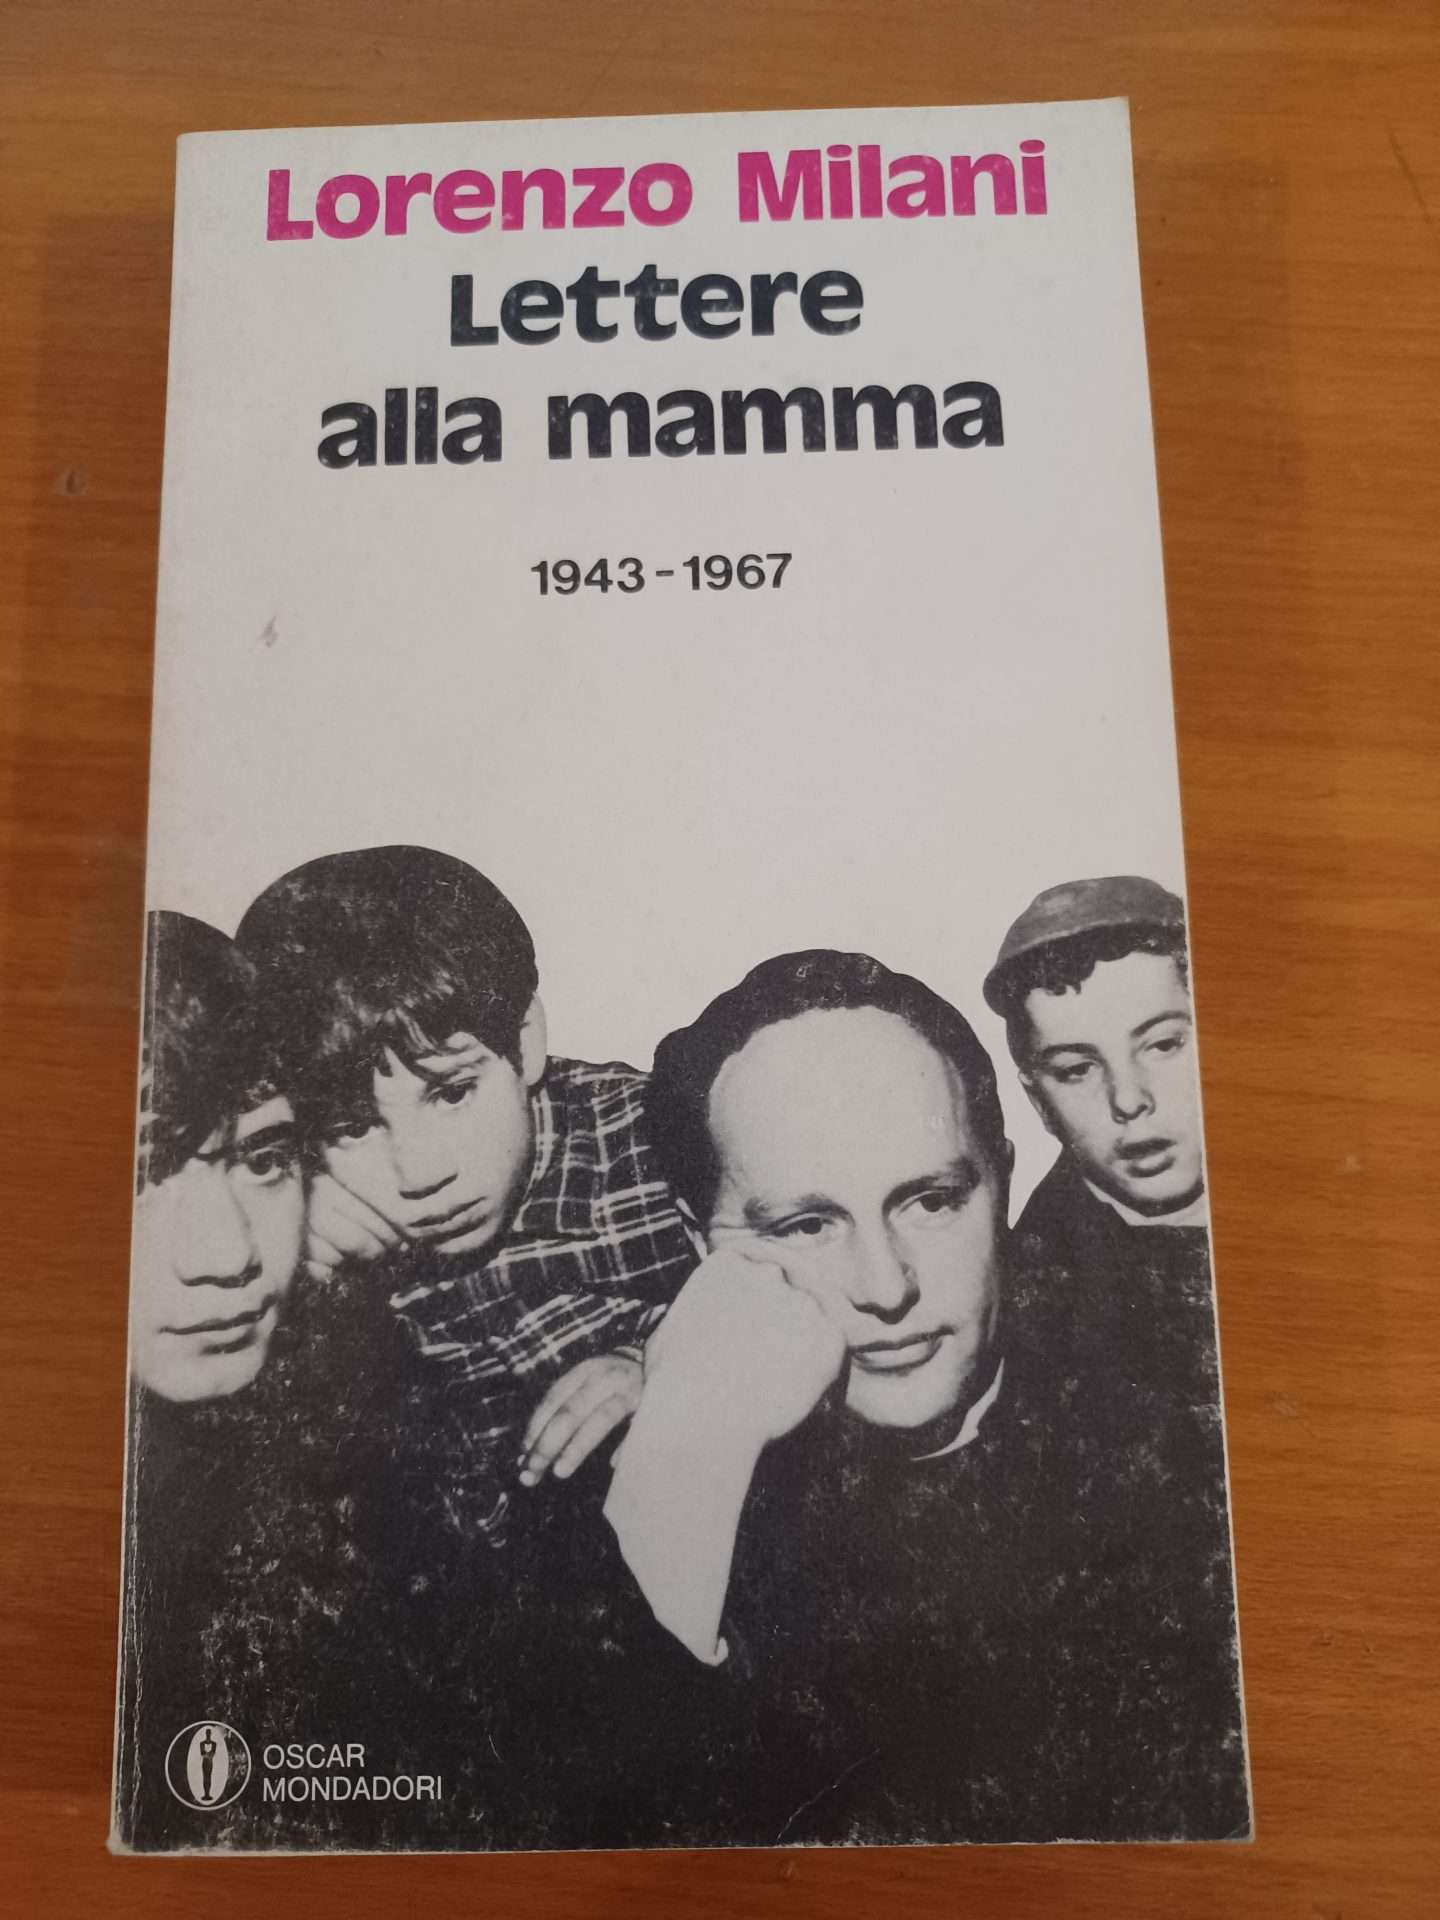 Lorenzo Milani
Lettere
alla mamma
1943-1967
OSCAR
MONDADORI